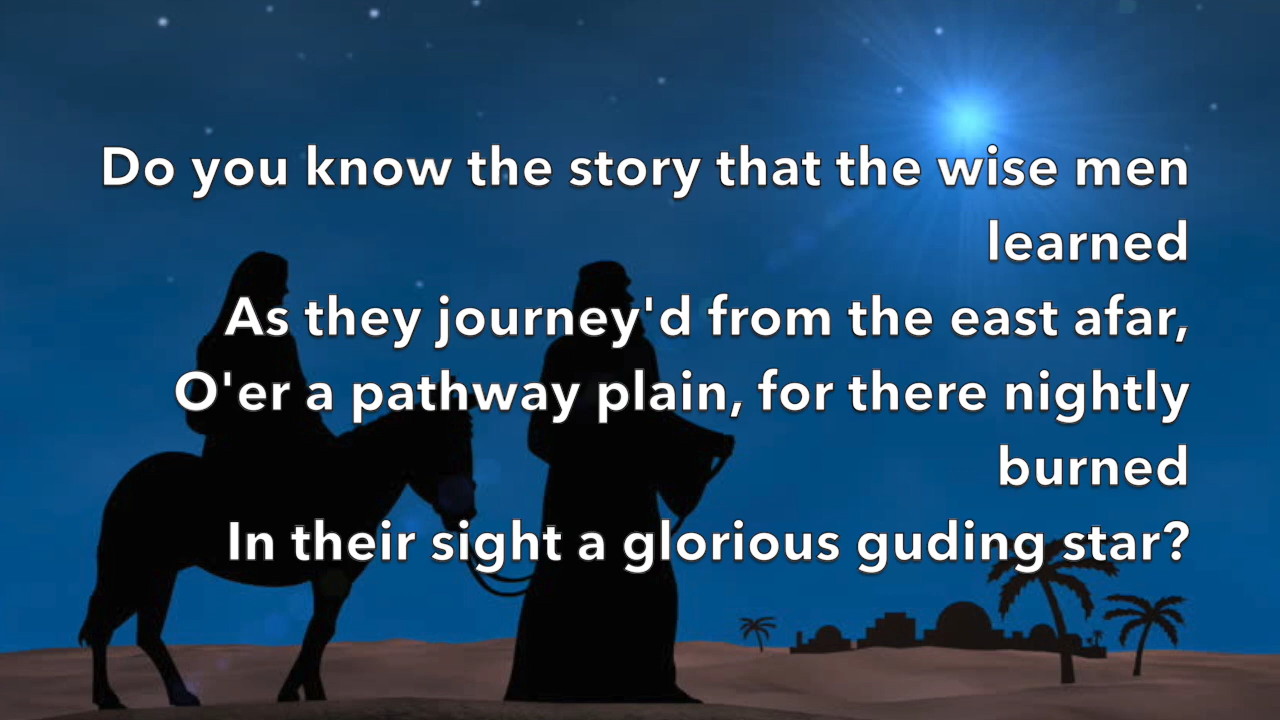 Do you know the story that the wise men
learned
As they journey'd from the east afar,
O'er a pathway plain, for there nightly
burned
In their sight a glorious guding star?